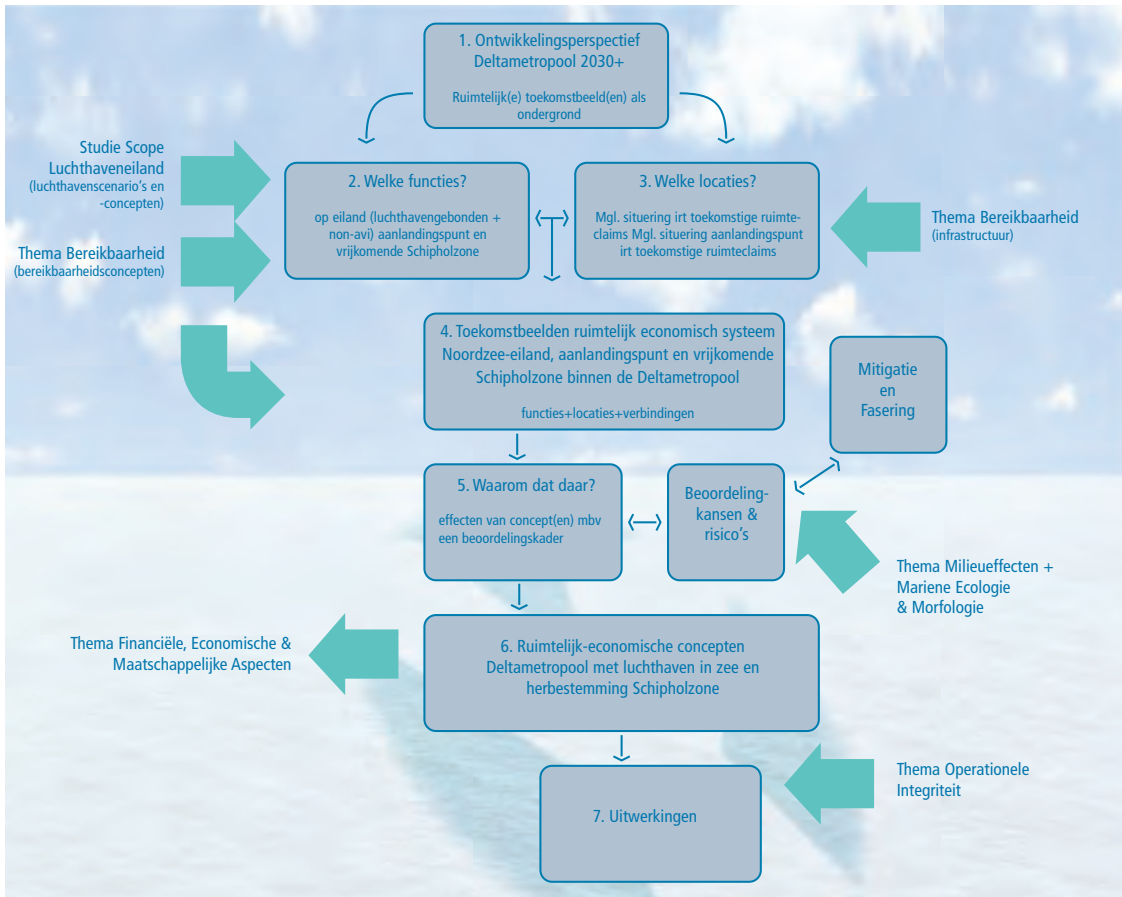 1. Ontwikkelingsperspectief
Deltametropool 2030+
Ruimtelijk(e) toekomstbeeld(en) als
ondergrond
Studie Scope
Luchthaveneiland
(luchthavenscenario's en
-concepten)
Thema Bereikbaarheid
(bereikbaarheidsconcepten)
2. Welke functies?
op eiland (luchthavengebonden +
non-avi) aanlandingspunt en
vrijkomende Schipholzone
3. Welke locaties?
Mgl. situering irt toekomstige ruimte-
claims Mgl. situering aanlandingspunt
irt toekomstige ruimteclaims
Thema Bereikbaarheid
(infrastructuur)
4. Toekomstbeelden ruimtelijk economisch systeem
Noordzee-eiland, aanlandingspunt en vrijkomende
Schipholzone binnen de Deltametropool
functies+locaties+verbindingen
Mitigatie
en
Fasering
5. Waarom dat daar?
effecten van concept(en) mbv
een beoordelingskader
Beoordeling-
kansen &
risico's
Thema Milieueffecten +
Mariene Ecologie
& Morfologie
Thema Financiële, Economische &
Maatschappelijke Aspecten
6. Ruimtelijk-economische concepten
Deltametropool met luchthaven in zee en
herbestemming Schipholzone
Thema Operationele
Integriteit
7. Uitwerkingen